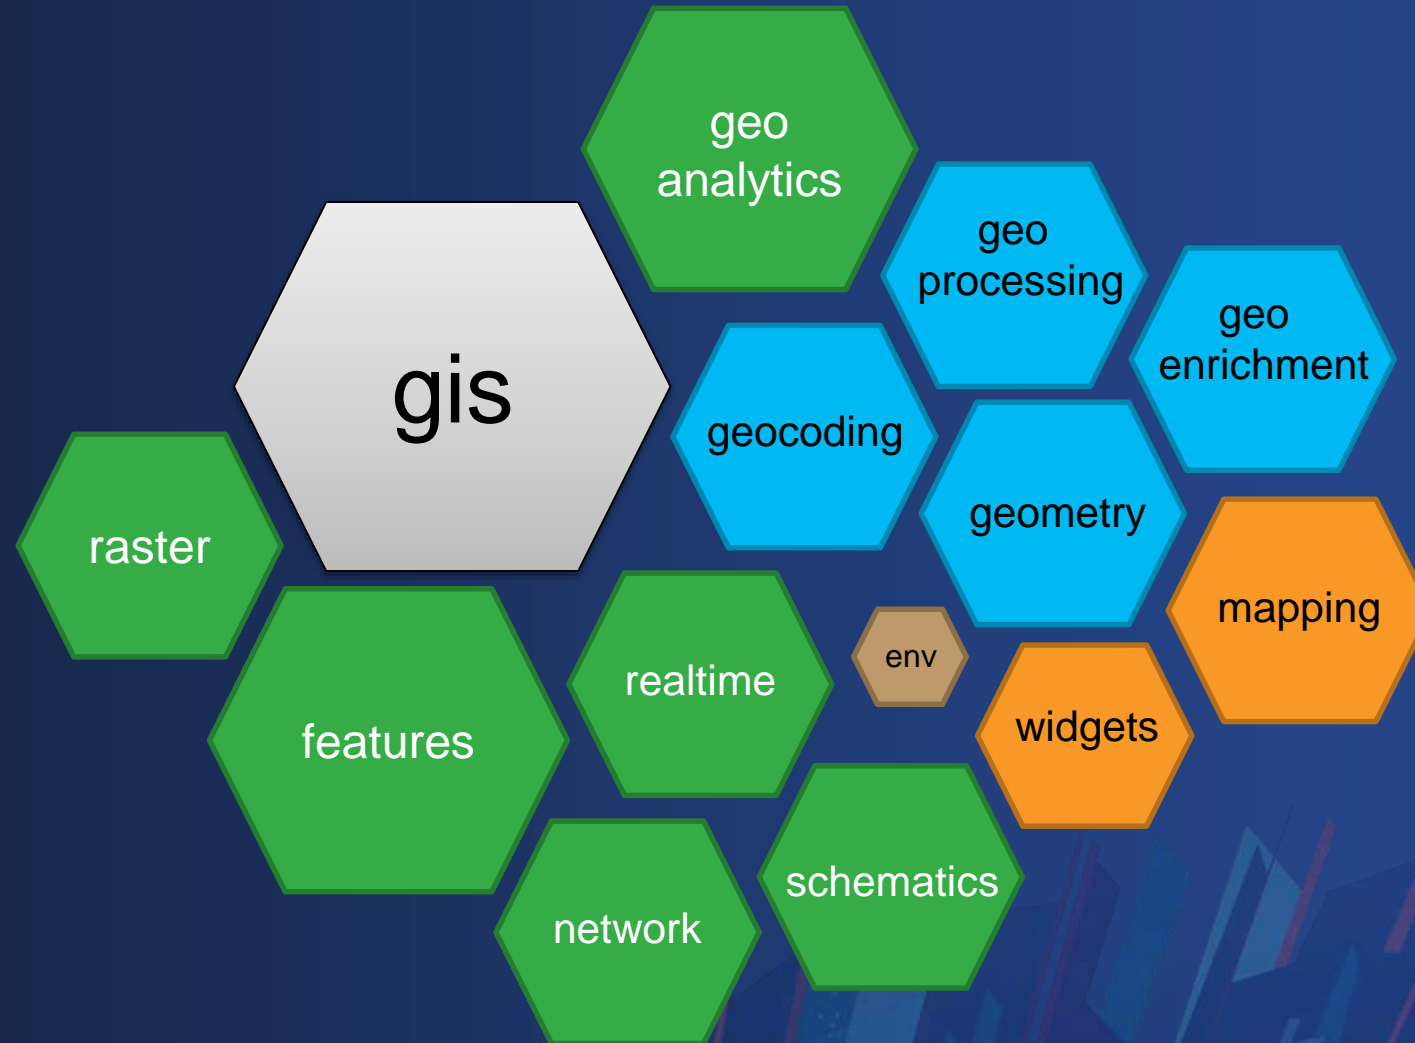 geo
analytics
geo
processing
geo
enrichment
gis
geocoding
geometry
raster
mapping
env
realtime
widgets
features
schematics
network